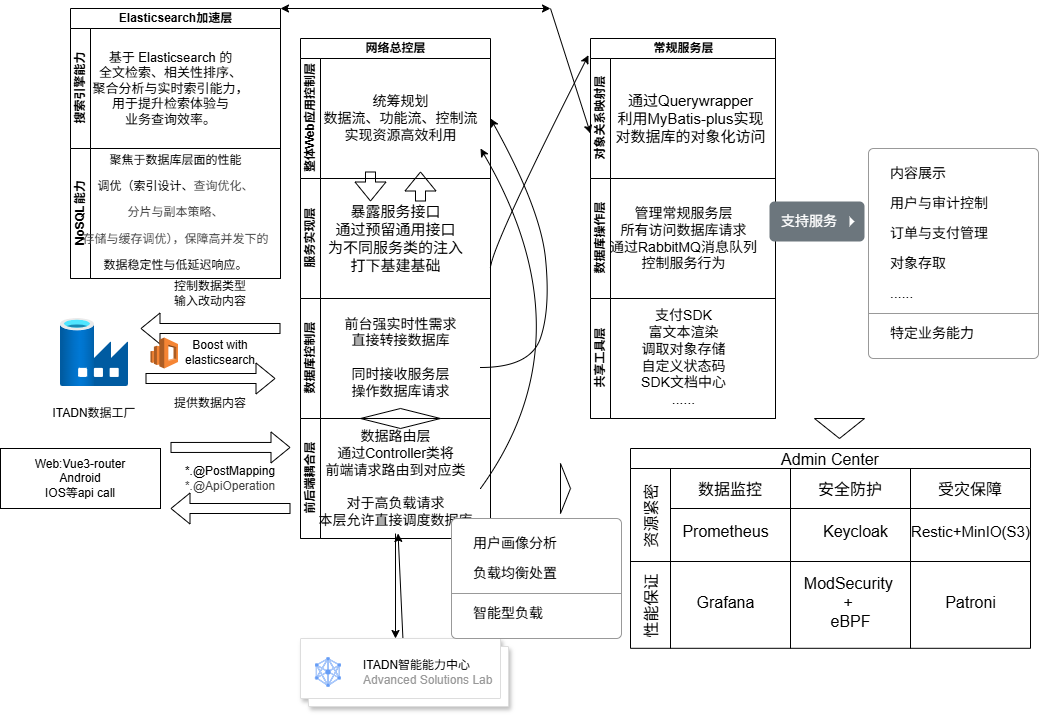 Elasticsearch加速层
搜索引擎能力
基于 Elasticsearch 的
全文检索、相关性排序、
聚合分析与实时索引能力，
用于提升检索体验与
业务查询效率。
NoSQL能力
聚焦于数据库层面的性能
调优（索引设计、查询优化、
分片与副本策略、
存储与缓存调优），保障高并发下的
数据稳定性与低延迟响应。
控制数据类型
输入改动内容
Boost with
elasticsearch
提供数据内容
ITADN数据工厂
Web:Vue3-router
Android
IOS等api call
*.@PostMapping
*.@ApiOperation
网络总控层
整体Web应用控制层
统筹规划
数据流、功能流、控制流
实现资源高效利用
服务实现层
暴露服务接口
通过预留通用接口
为不同服务类的注入
打下基建基础
数据库控制层
前台强实时性需求
直接转接数据库
同时接收服务层
操作数据库请求
前后端耦合层
数据路由层
通过Controller类将
前端请求路由到对应类
对于高负载请求
本层允许直接调度数据库
用户画像分析
负载均衡处置
智能型负载
ITADN智能能力中心
Advanced Solutions Lab
常规服务层
对象关系映射层
通过Querywrapper
利用MyBatis-plus实现
对数据库的对象化访问
数据库操作层
管理常规服务层
所有访问数据库请求
通过RabbitMQ消息队列
控制服务行为
共享工具层
支付SDK
富文本渲染
调取对象存储
自定义状态码
SDK文档中心
......
支持服务
内容展示
用户与审计控制
订单与支付管理
对象存取
......
特定业务能力
Admin Center
资源紧密
数据监控
安全防护
受灾保障
Prometheus
Keycloak
Restic+MinIO(S3)
性能保证
Grafana
ModSecurity
+
eBPF
Patroni